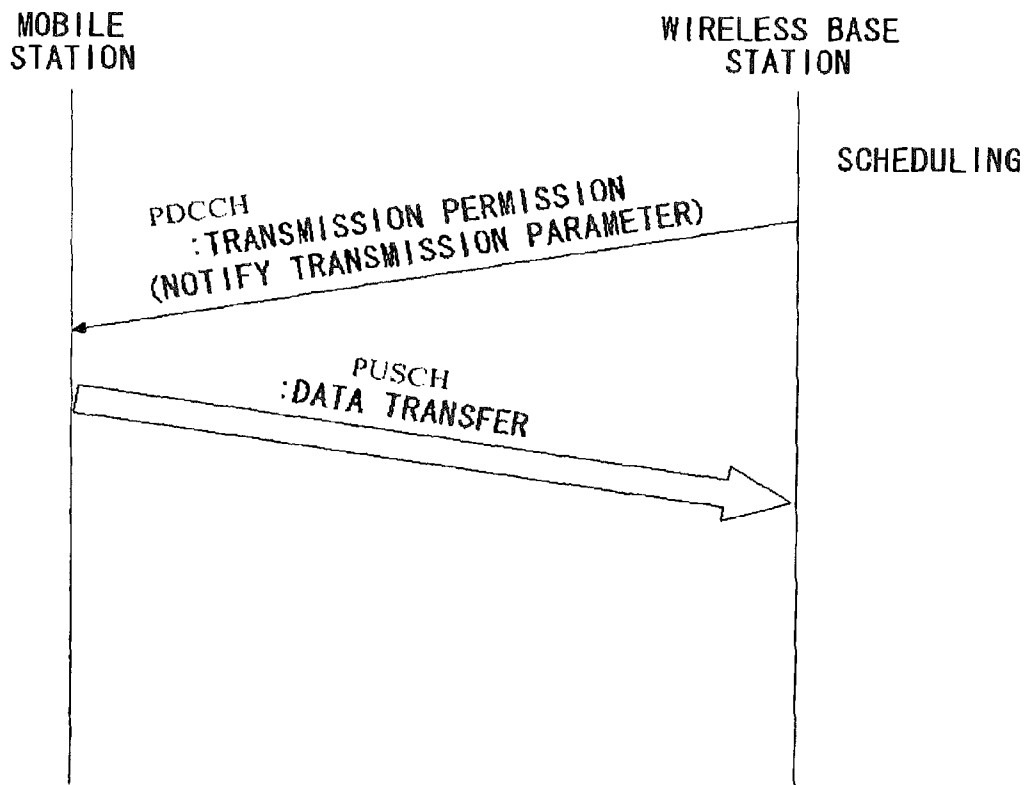 MOBILE
STATION
WIRELESS BASE
STATION
SCHEDULING
PDCCH
:TRANSMISSION PERMISSION
(NOTIFY TRANSMISSION PARAMETER)
PUSCH
:DATA TRANSFER